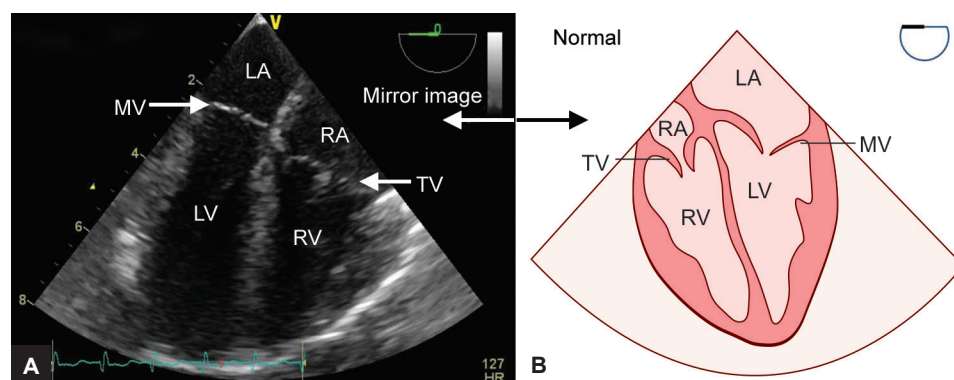 V
0
2
4
6
8
LA
MV
Mirror image
RA
TV
LV
RV
127
HR
A
Normal
LA
RA
MV
TV
LV
RV
B